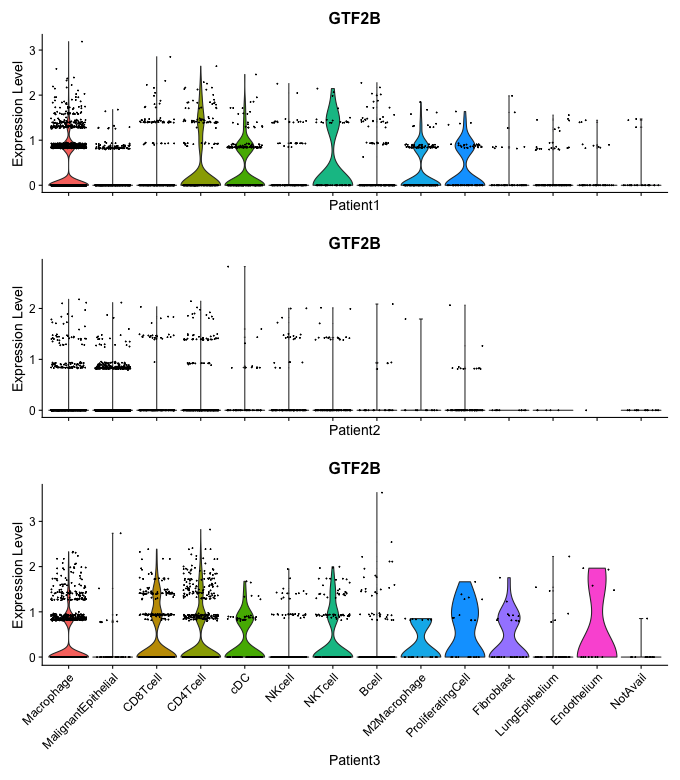 GTF2B
Expression Level
3
2
1
0
Patient1
GTF2B
Expression Level
2
1
0
Patient2
GTF2B
Expression Level
3
2
1
0
Macrophage
MalignantEpithelial
CD8Tcell
CD4Tcell
cDC
NKcell
NKTcell
Bcell
M2Macrophage
ProliferatingCell
Fibroblast
LungEpithelium
Endothelium
NotAvail
Patient3